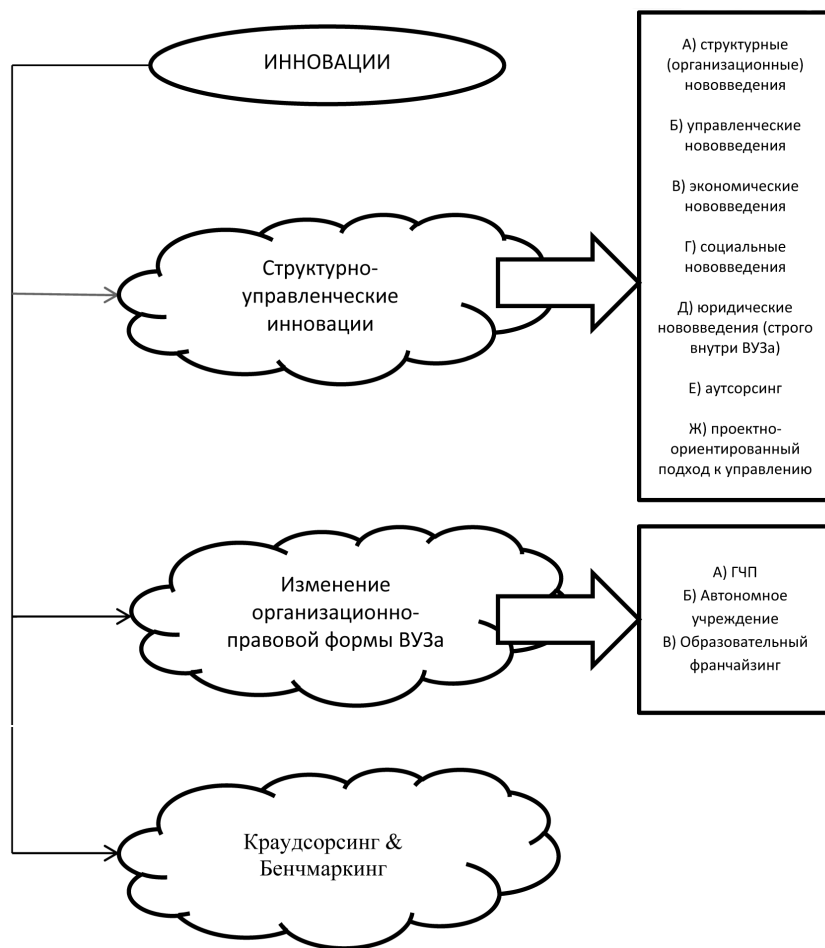 ИННОВАЦИИ
Структурно-
управленческие
инновации
А) структурные
(организационные)
нововведения
Б) управленческие
нововведения
В) экономические
нововведения
Г) социальные
нововведения
Д) юридические
нововведения (строго
внутри ВУЗа)
Е) аутсорсинг
Ж) проектно-
ориентированный
подход к управлению
Изменение
организационно-
правовой формы ВУЗа
А) ГЧП
Б) Автономное
учреждение
В) Образовательный
франчайзинг
Краудсорсинг &
Бенчмаркинг